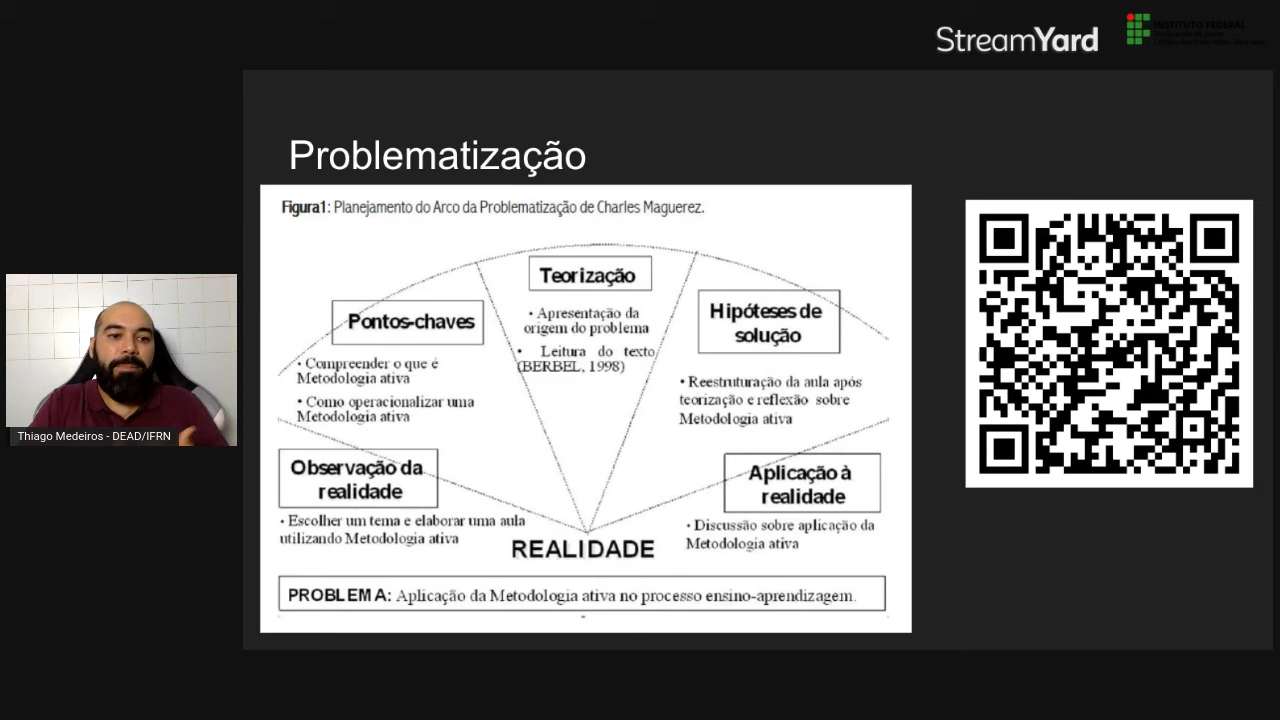 StreamYard
INSTITUTO FEDERAL
Problematização
Figura1: Planejamento do Arco da Problematização de Charles Maguerez.
Teorização
• Apresentação da
origem do problema
• Leitura do texto
(BERBEL, 1998)
Pontos-chaves
• Compreender o que é
Metodologia ativa
• Como operacionalizar uma
Metodologia ativa
Hipóteses de
solução
• Reestruturação da aula após
teorização e reflexão sobre
Metodologia ativa
Observação da
realidade
• Escolher um tema e elaborar uma aula
utilizando Metodologia ativa
Aplicação à
realidade
• Discussão sobre aplicação da
Metodologia ativa
REALIDADE
PROBLEMA: Aplicação da Metodologia ativa no processo ensino-aprendizagem.
Thiago Medeiros - DEAD/IFRN